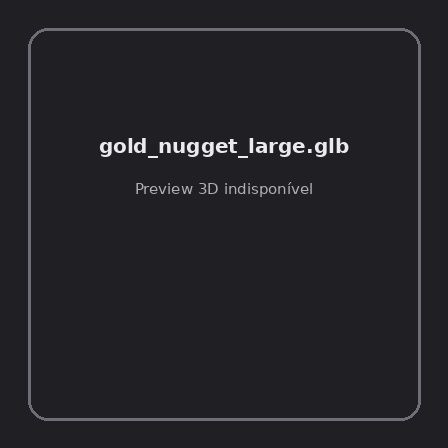 gold_nugget_large.glb
Preview 3D indisponível